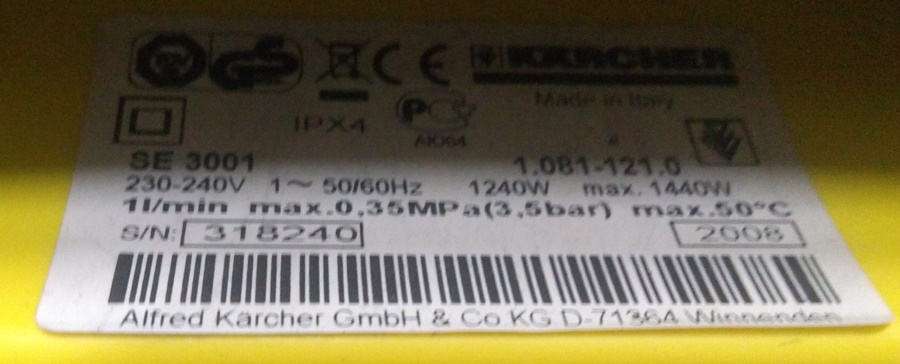 KÄRCHER
Made in Italy
IPX4
АЮ64
SE 3001 1.081-121.0
230-240V 1~ 50/60Hz 1240W max. 1440W
1l/min max.0,35MPa(3,5bar) max.50°C
S/N: 318240 2008
Alfred Kärcher GmbH & Co KG D-71364 Winnenden